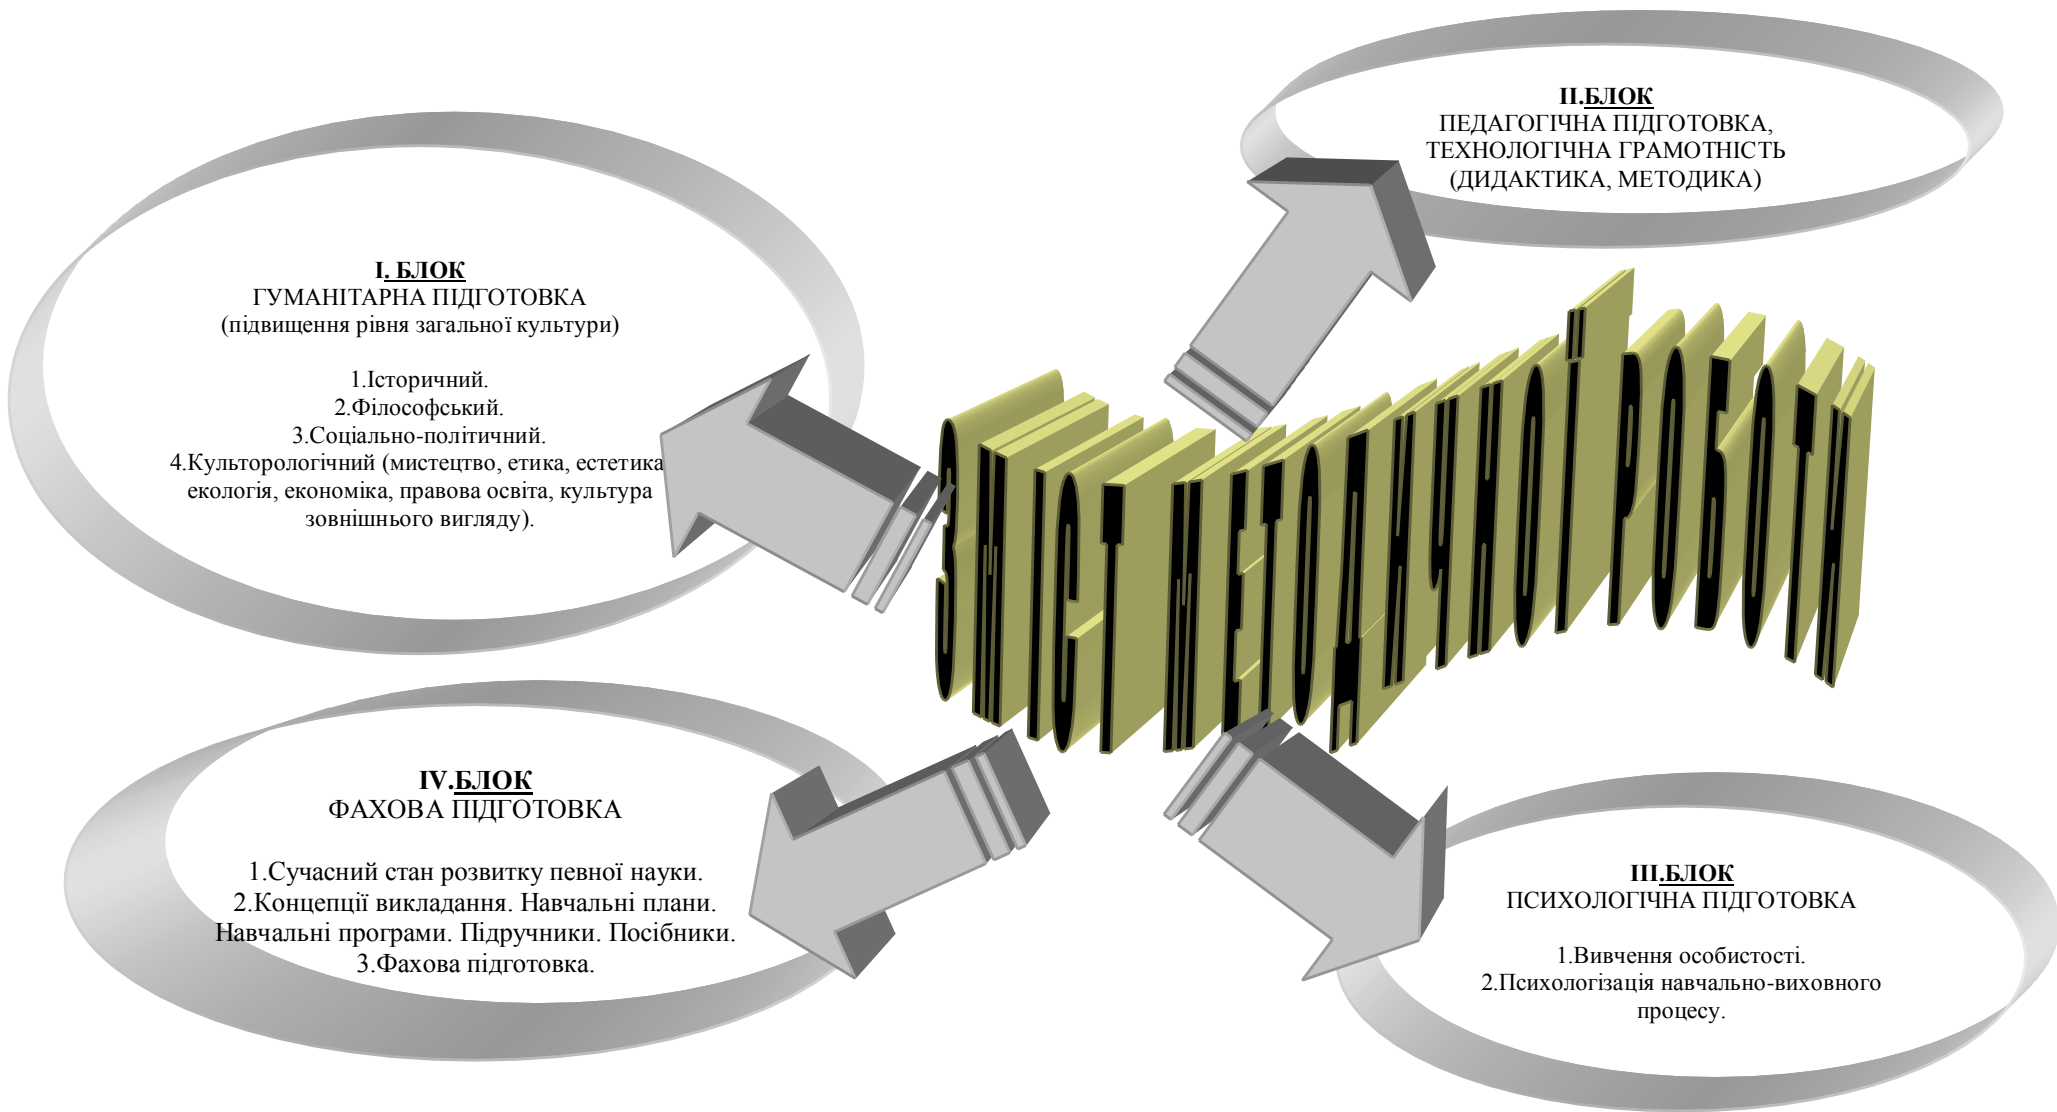 І. БЛОК
ГУМАНІТАРНА ПІДГОТОВКА
(підвищення рівня загальної культури)
1.Історичний.
2.Філософський.
3.Соціально-політичний.
4.Культорологічний (мистецтво, етика, естетика
екологія, економіка, правова освіта, культура
зовнішнього вигляду).
ІІ.БЛОК
ПЕДАГОГІЧНА ПІДГОТОВКА,
ТЕХНОЛОГІЧНА ГРАМОТНІСТЬ
(ДИДАКТИКА, МЕТОДИКА)
ЗМІСТ МЕТОДИЧНОЇ РОБОТИ
IV.БЛОК
ФАХОВА ПІДГОТОВКА
1.Сучасний стан розвитку певної науки.
2.Концепції викладання. Навчальні плани.
Навчальні програми. Підручники. Посібники.
3.Фахова підготовка.
ІІІ.БЛОК
ПСИХОЛОГІЧНА ПІДГОТОВКА
1.Вивчення особистості.
2.Психологізація навчально-виховного
процесу.